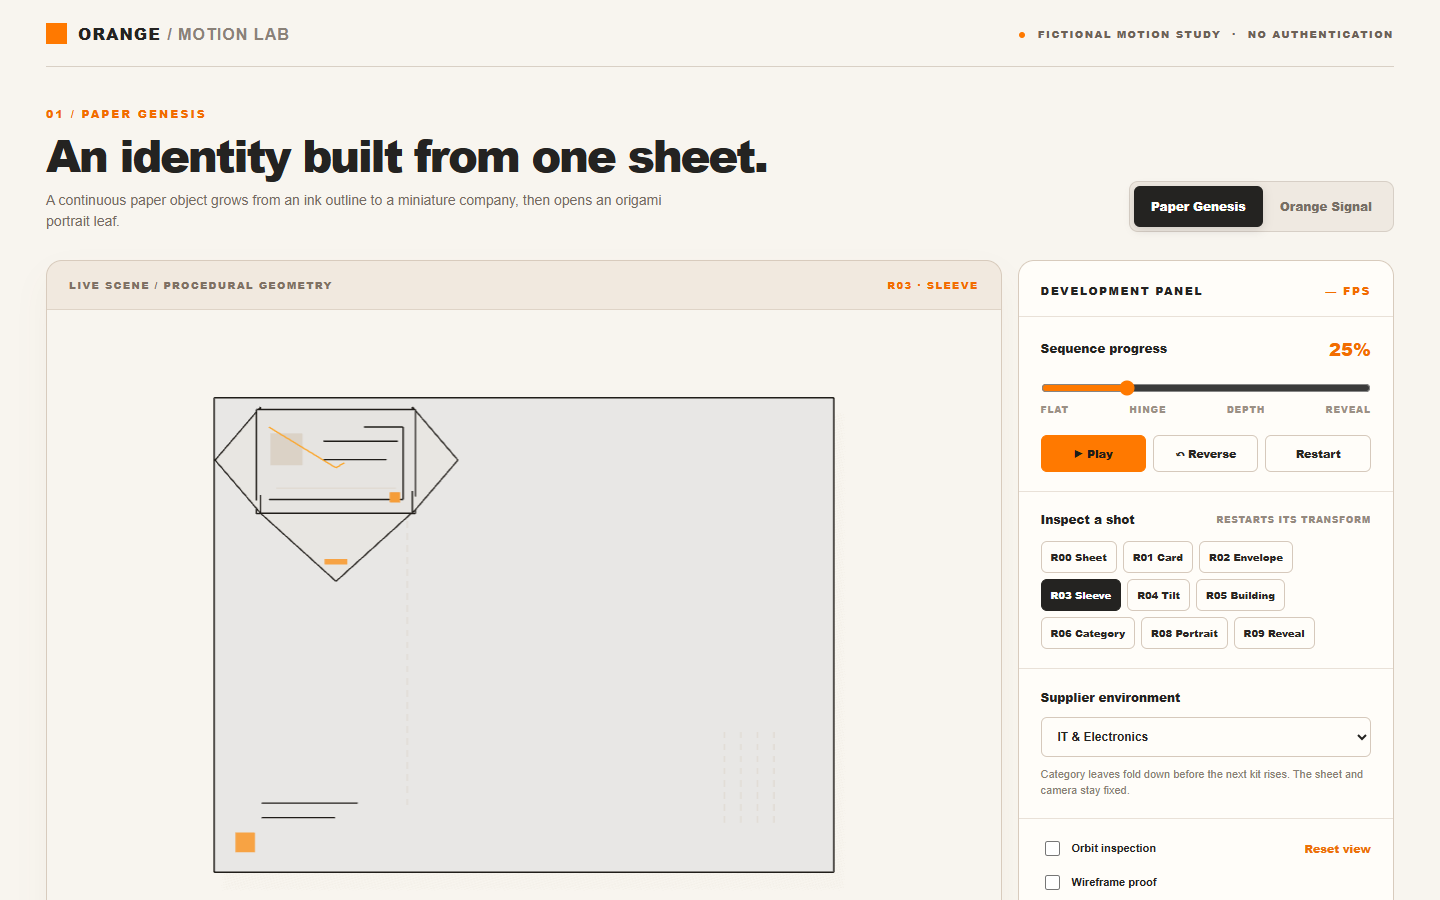 ORANGE / MOTION LAB
FICTIONAL MOTION STUDY · NO AUTHENTICATION
01 / PAPER GENESIS
An identity built from one sheet.
A continuous paper object grows from an ink outline to a miniature company, then opens an origami
portrait leaf.
Paper Genesis
Orange Signal
LIVE SCENE / PROCEDURAL GEOMETRY
R03 · SLEEVE
DEVELOPMENT PANEL
— FPS
Sequence progress
25%
FLAT HINGE DEPTH REVEAL
▶ Play
⤺ Reverse
Restart
Inspect a shot
RESTARTS ITS TRANSFORM
R00 Sheet
R01 Card
R02 Envelope
R03 Sleeve
R04 Tilt
R05 Building
R06 Category
R08 Portrait
R09 Reveal
Supplier environment
IT & Electronics
Category leaves fold down before the next kit rises. The sheet and
camera stay fixed.
Orbit inspection
Reset view
Wireframe proof